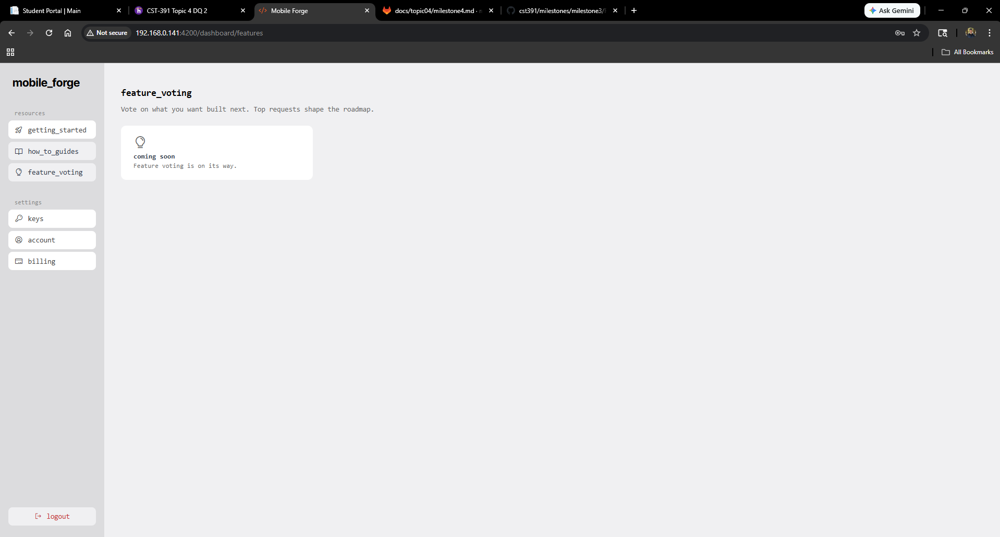 Student Portal | Main
CST-391 Topic 4 DQ 2
Mobile Forge
docs/topic04/milestone4.md ·
cst391/milestones/milestone3/
Ask Gemini
Not secure
192.168.0.141:4200/dashboard/features
All Bookmarks
mobile_forge
resources
getting_started
how_to_guides
feature_voting
settings
keys
account
billing
logout
feature_voting
Vote on what you want built next. Top requests shape the roadmap.
coming soon
Feature voting is on its way.